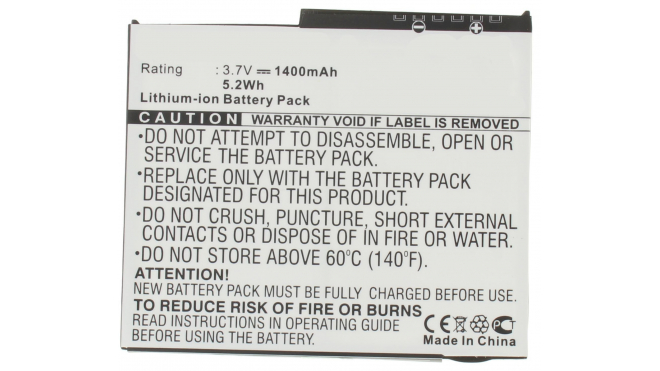 Rating : 3.7V 1400mAh
5.2Wh
Lithium-ion Battery Pack
CAUTION WARRANTY VOID IF LABEL IS REMOVED
•DO NOT ATTEMPT TO DISASSEMBLE, OPEN OR
SERVICE THE BATTERY PACK.
•REPLACE ONLY WITH THE BATTERY PACK
DESIGNATED FOR THIS PRODUCT.
•DO NOT CRUSH, PUNCTURE, SHORT EXTERNAL
CONTACTS OR DISPOSE OF IN FIRE OR WATER.
•DO NOT STORE ABOVE 60°C (140°F).
ATTENTION!
NEW BATTERY PACK MUST BE FULLY CHARGED BEFORE USE
TO REDUCE RISK OF FIRE OR BURNS
READ INSTRUCTIONS IN OPERATING GUIDE
BEFORE USING BATTERY PACK
CE PCT
Made In China